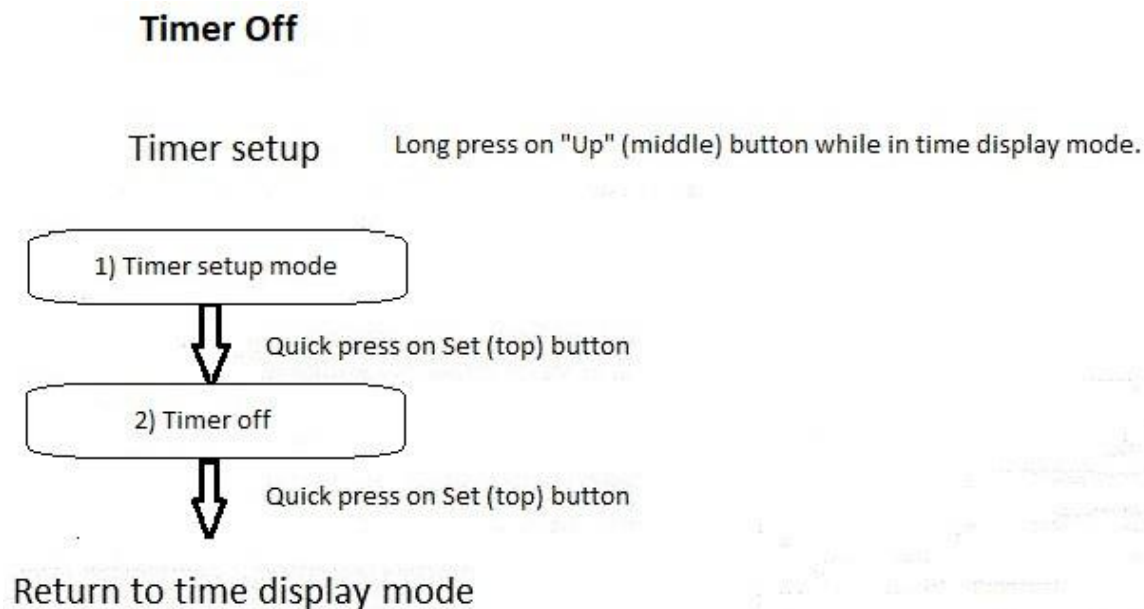 Timer Off
Timer setup
Long press on "Up" (middle) button while in time display mode.
1) Timer setup mode
Quick press on Set (top) button
2) Timer off
Quick press on Set (top) button
Return to time display mode